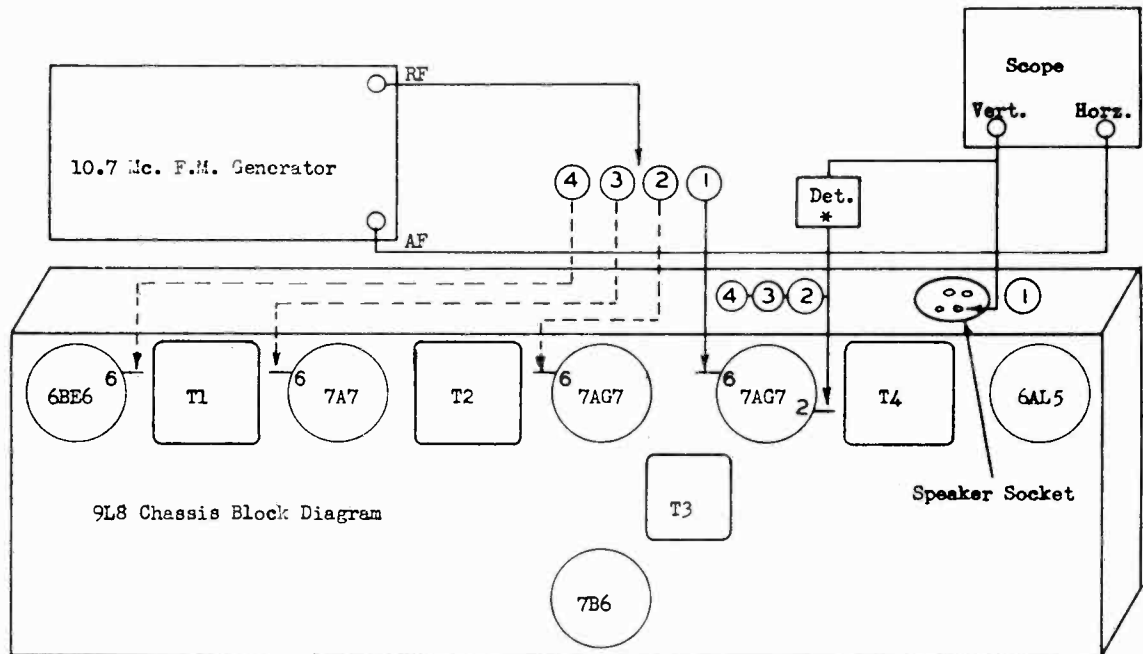 RF
Scope
Vert. Horz.
10.7 Mc. F.M. Generator
4 3 2 1
Det.
*
AF
4 3 2
1
6BE6
6
T1
6
7A7
T2
6
7AG7
6
7AG7
2
T4
6AL5
Speaker Socket
9L8 Chassis Block Diagram
T3
7B6